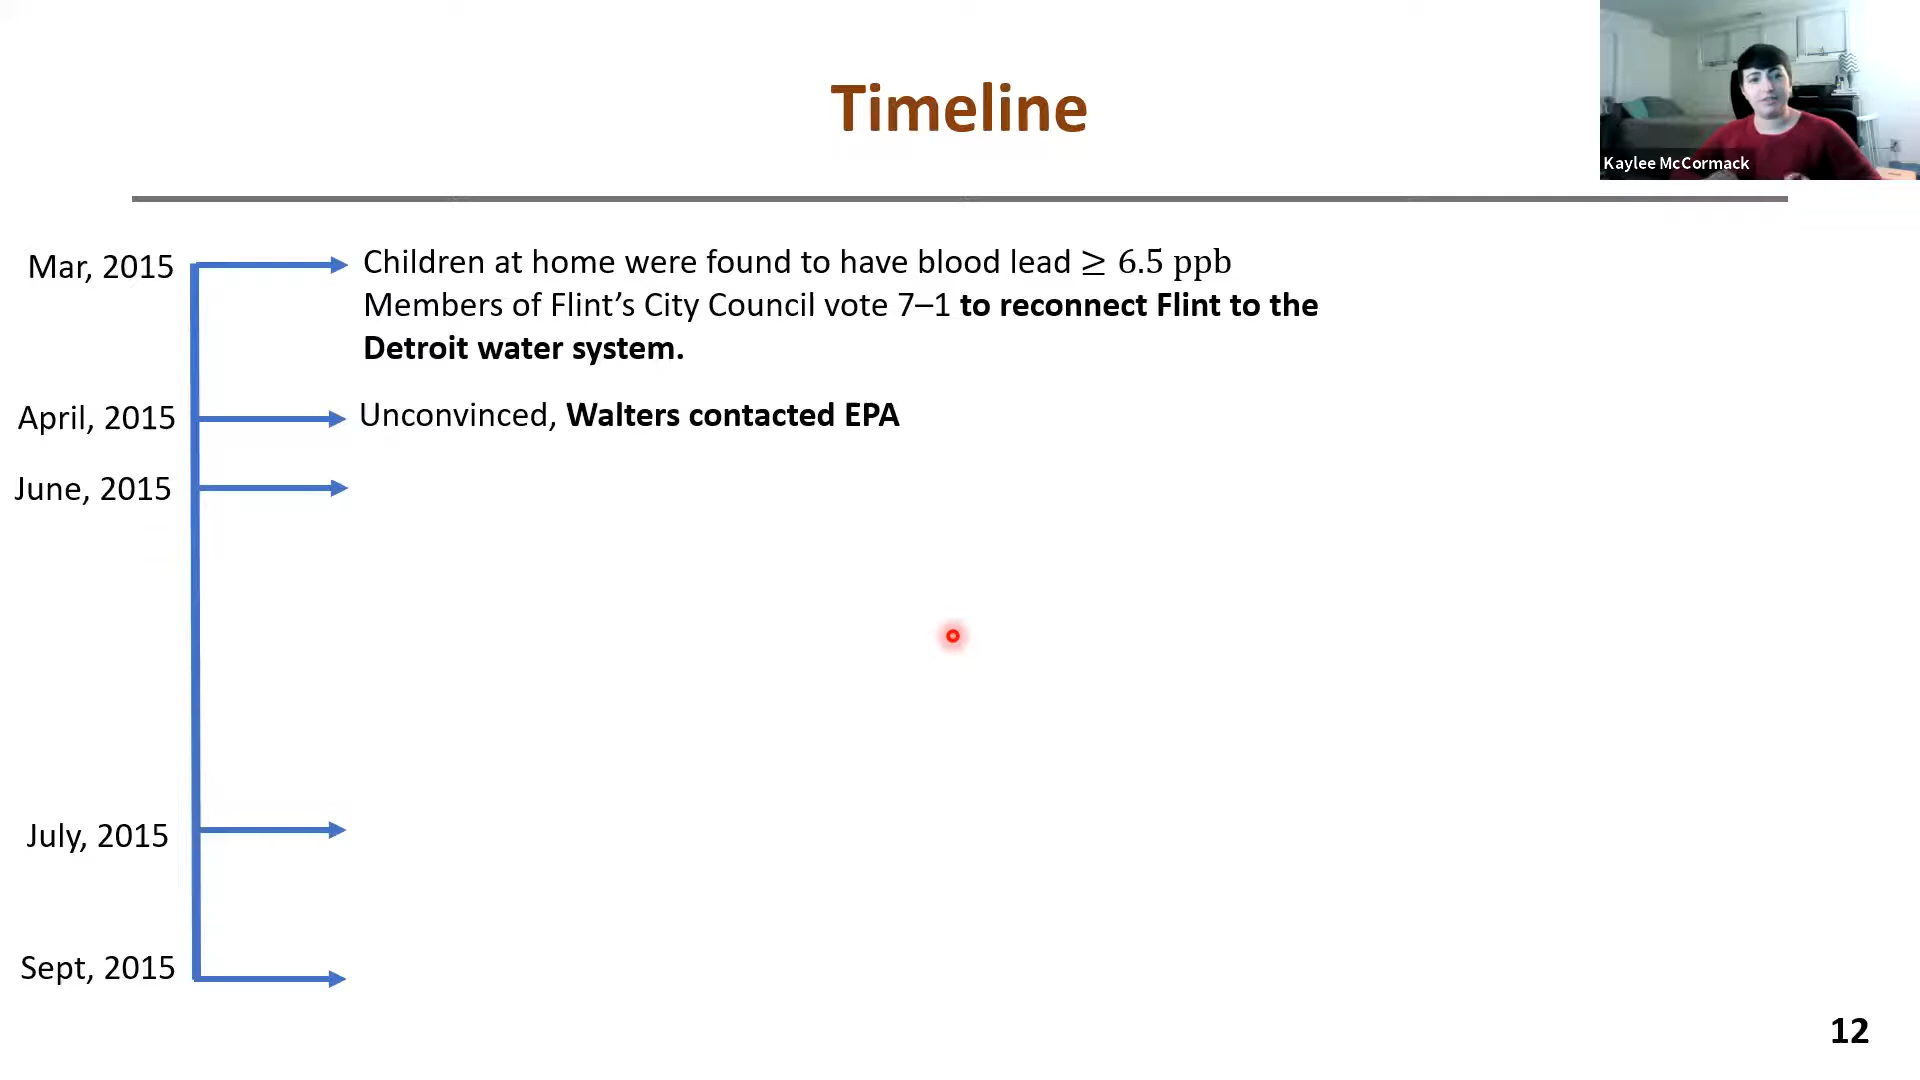 Timeline
Kaylee McCormack
Mar, 2015
Children at home were found to have blood lead ≥ 6.5 ppb
Members of Flint’s City Council vote 7–1 to reconnect Flint to the
Detroit water system.
April, 2015
Unconvinced, Walters contacted EPA
June, 2015
July, 2015
Sept, 2015
12